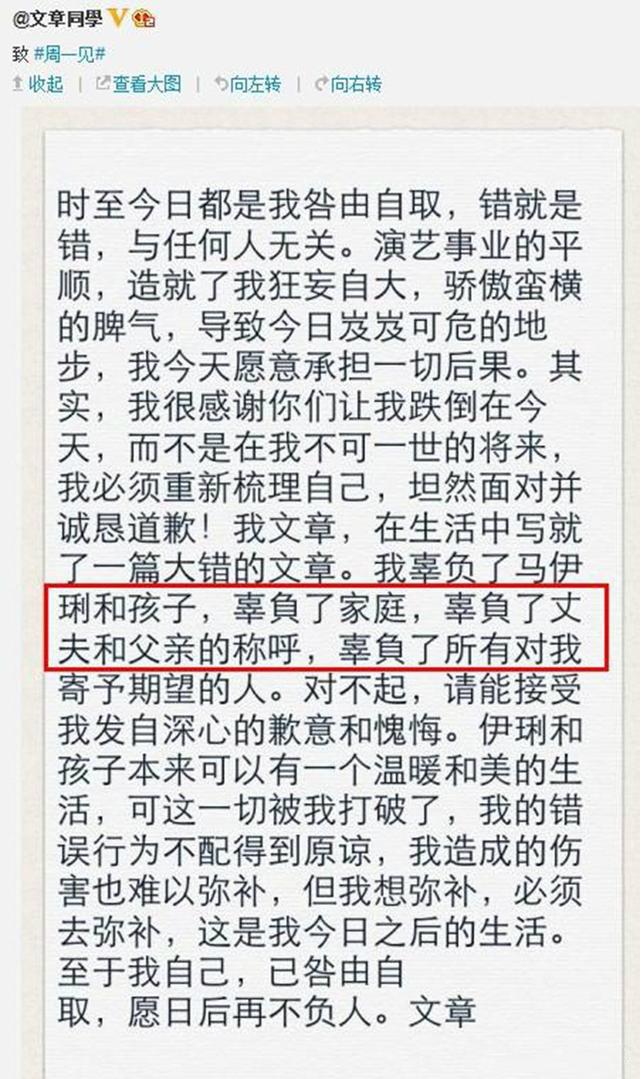 @文章同學
致 #周一见#
收起 | 查看大图 | 向左转 | 向右转
时至今日都是我咎由自取，错就是
错，与任何人无关。演艺事业的平
顺，造就了我狂妄自大，骄傲蛮横
的脾气，导致今日岌岌可危的地
步，我今天愿意承担一切后果。其
实，我很感谢你们让我跌倒在今
天，而不是在我不可一世的将来，
我必须重新梳理自己，坦然面对并
诚恳道歉！我文章，在生活中写就
了一篇大错的文章。我辜负了马伊
琍和孩子，辜負了家庭，辜負了丈
夫和父亲的称呼，辜負了所有对我
寄予期望的人。对不起，请能接受
我发自深心的歉意和愧悔。伊琍和
孩子本来可以有一个温暖和美的生
活，可这一切被我打破了，我的错
误行为不配得到原谅，我造成的伤
害也难以弥补，但我想弥补，必须
去弥补，这是我今日之后的生活。
至于我自己，已咎由自
取，愿日后再不负人。文章